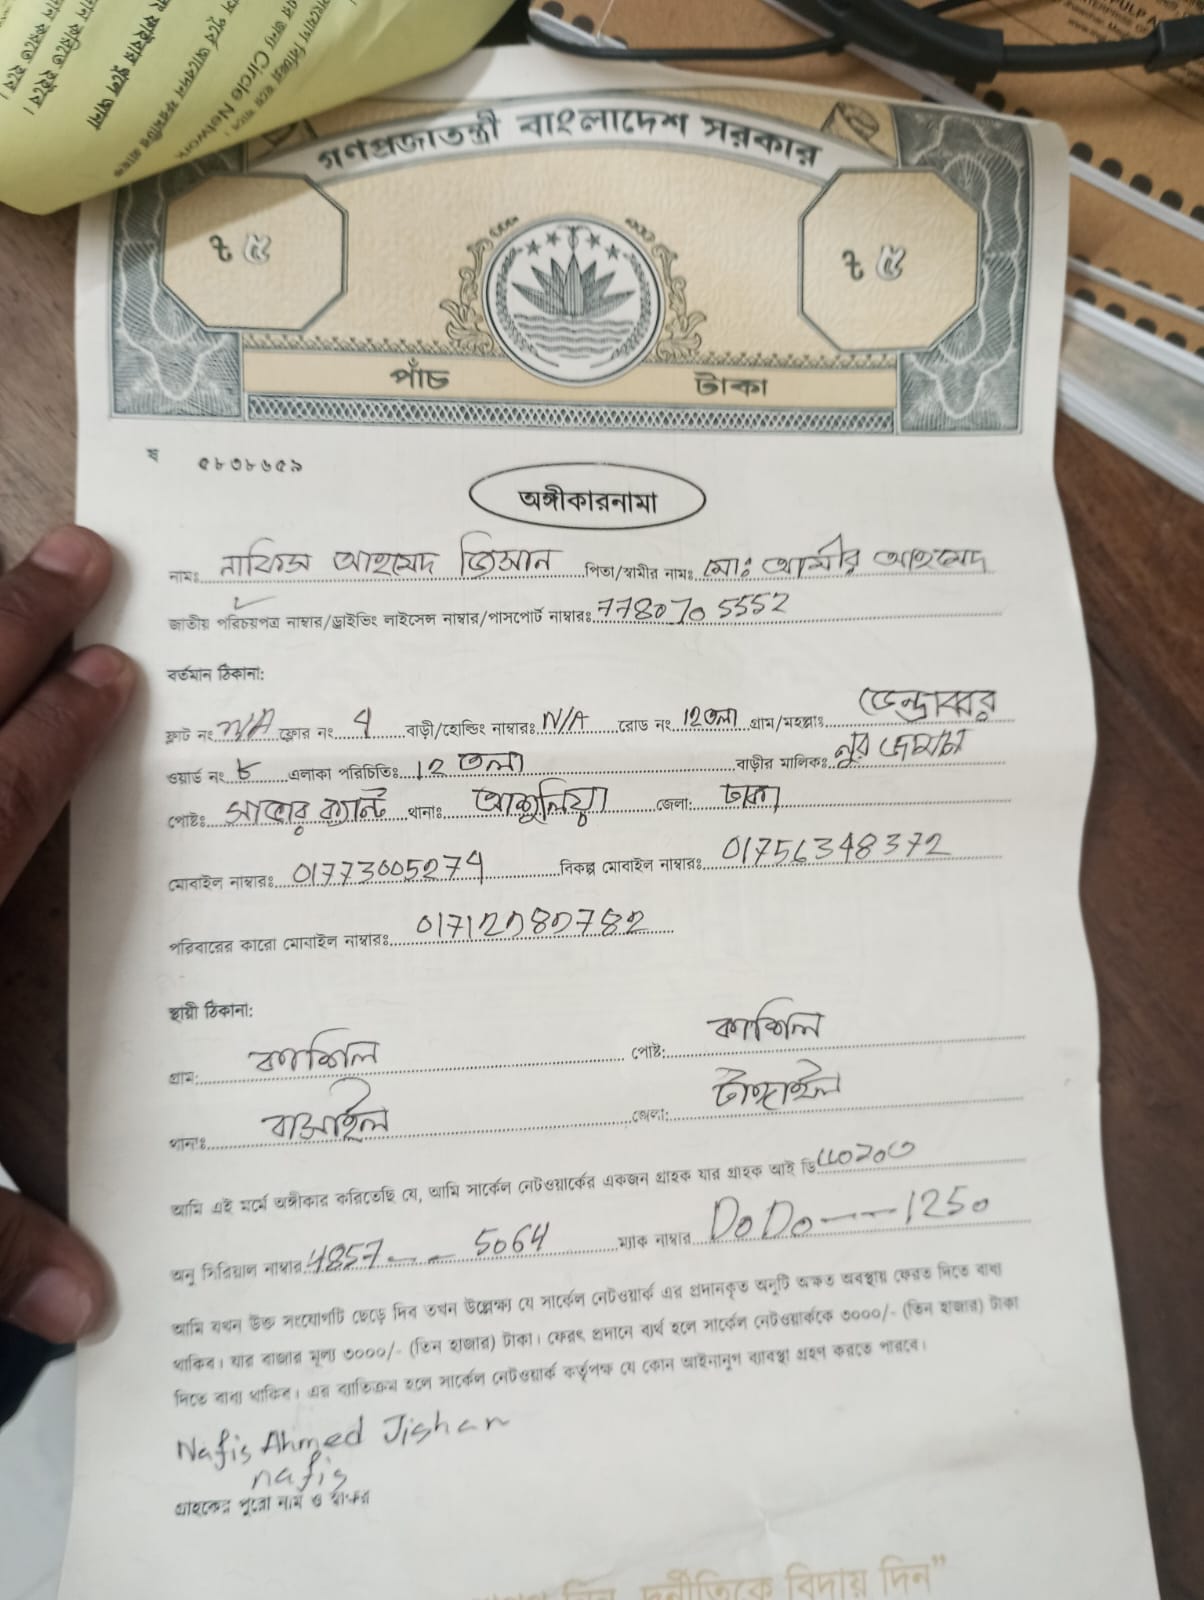 গণপ্রজাতন্ত্রী বাংলাদেশ সরকার
৳ ৫
৳ ৫
পাঁচ টাকা
ষ ৫৮৩৮৬৫৯
অঙ্গীকারনামা
নামঃ নাফিস আহমেদ জিসান পিতা/স্বামীর নামঃ মোঃ আমীর আহমেদ
জাতীয় পরিচয়পত্র নাম্বার/ড্রাইভিং লাইসেন্স নাম্বার/পাসপোর্ট নাম্বারঃ 7780705552
বর্তমান ঠিকানা:
ফ্লাট নং N/A ফ্লোর নং 4 বাড়ী/হোল্ডিং নাম্বারঃ N/A রোড নং 12তলা গ্রাম/মহল্লাঃ ডেন্ড্রাবর
ওয়ার্ড নং ৮ এলাকা পরিচিতিঃ 12 তলা বাড়ীর মালিকঃ নুর জেমাচা
পোষ্টঃ সাভার ক্যান্ট থানাঃ আশুলিয়া জেলা: ঢাকা
মোবাইল নাম্বারঃ 01773005274 বিকল্প মোবাইল নাম্বারঃ 01756348372
পরিবারের কারো মোবাইল নাম্বারঃ
স্থায়ী ঠিকানা:
গ্রাম: কাশিল পোষ্ট: কাশিল
থানাঃ বাসাইল জেলা: টাঙ্গাইল
আমি এই মর্মে অঙ্গীকার করিতেছি যে, আমি সার্কেল নেটওয়ার্কের একজন গ্রাহক যার গ্রাহক আই ডি
অনু সিরিয়াল নাম্বার 4857-- 5064 ম্যাক নাম্বার DoDo---1250
আমি যখন উক্ত সংযোগটি ছেড়ে দিব তখন উল্লেক্ষ্য যে সার্কেল নেটওয়ার্ক এর প্রদানকৃত অনুটি অক্ষত অবস্থায় ফেরত দিতে বাধ্য
থাকিব। যার বাজার মূল্য ৩০০০/- (তিন হাজার) টাকা। ফেরৎ প্রদানে ব্যর্থ হলে সার্কেল নেটওয়ার্ককে ৩০০০/- (তিন হাজার) টাকা
দিতে বাধ্য থাকিব। এর ব্যতিক্রম হলে সার্কেল নেটওয়ার্ক কর্তৃপক্ষ যে কোন আইনানুগ ব্যাবস্থা গ্রহণ করতে পারবে।
Nafis Ahmed Jishan
nafis
গ্রাহকের পুরো নাম ও স্বাক্ষর
দুর্নীতিকে বিদায় দিন"
Circle Network